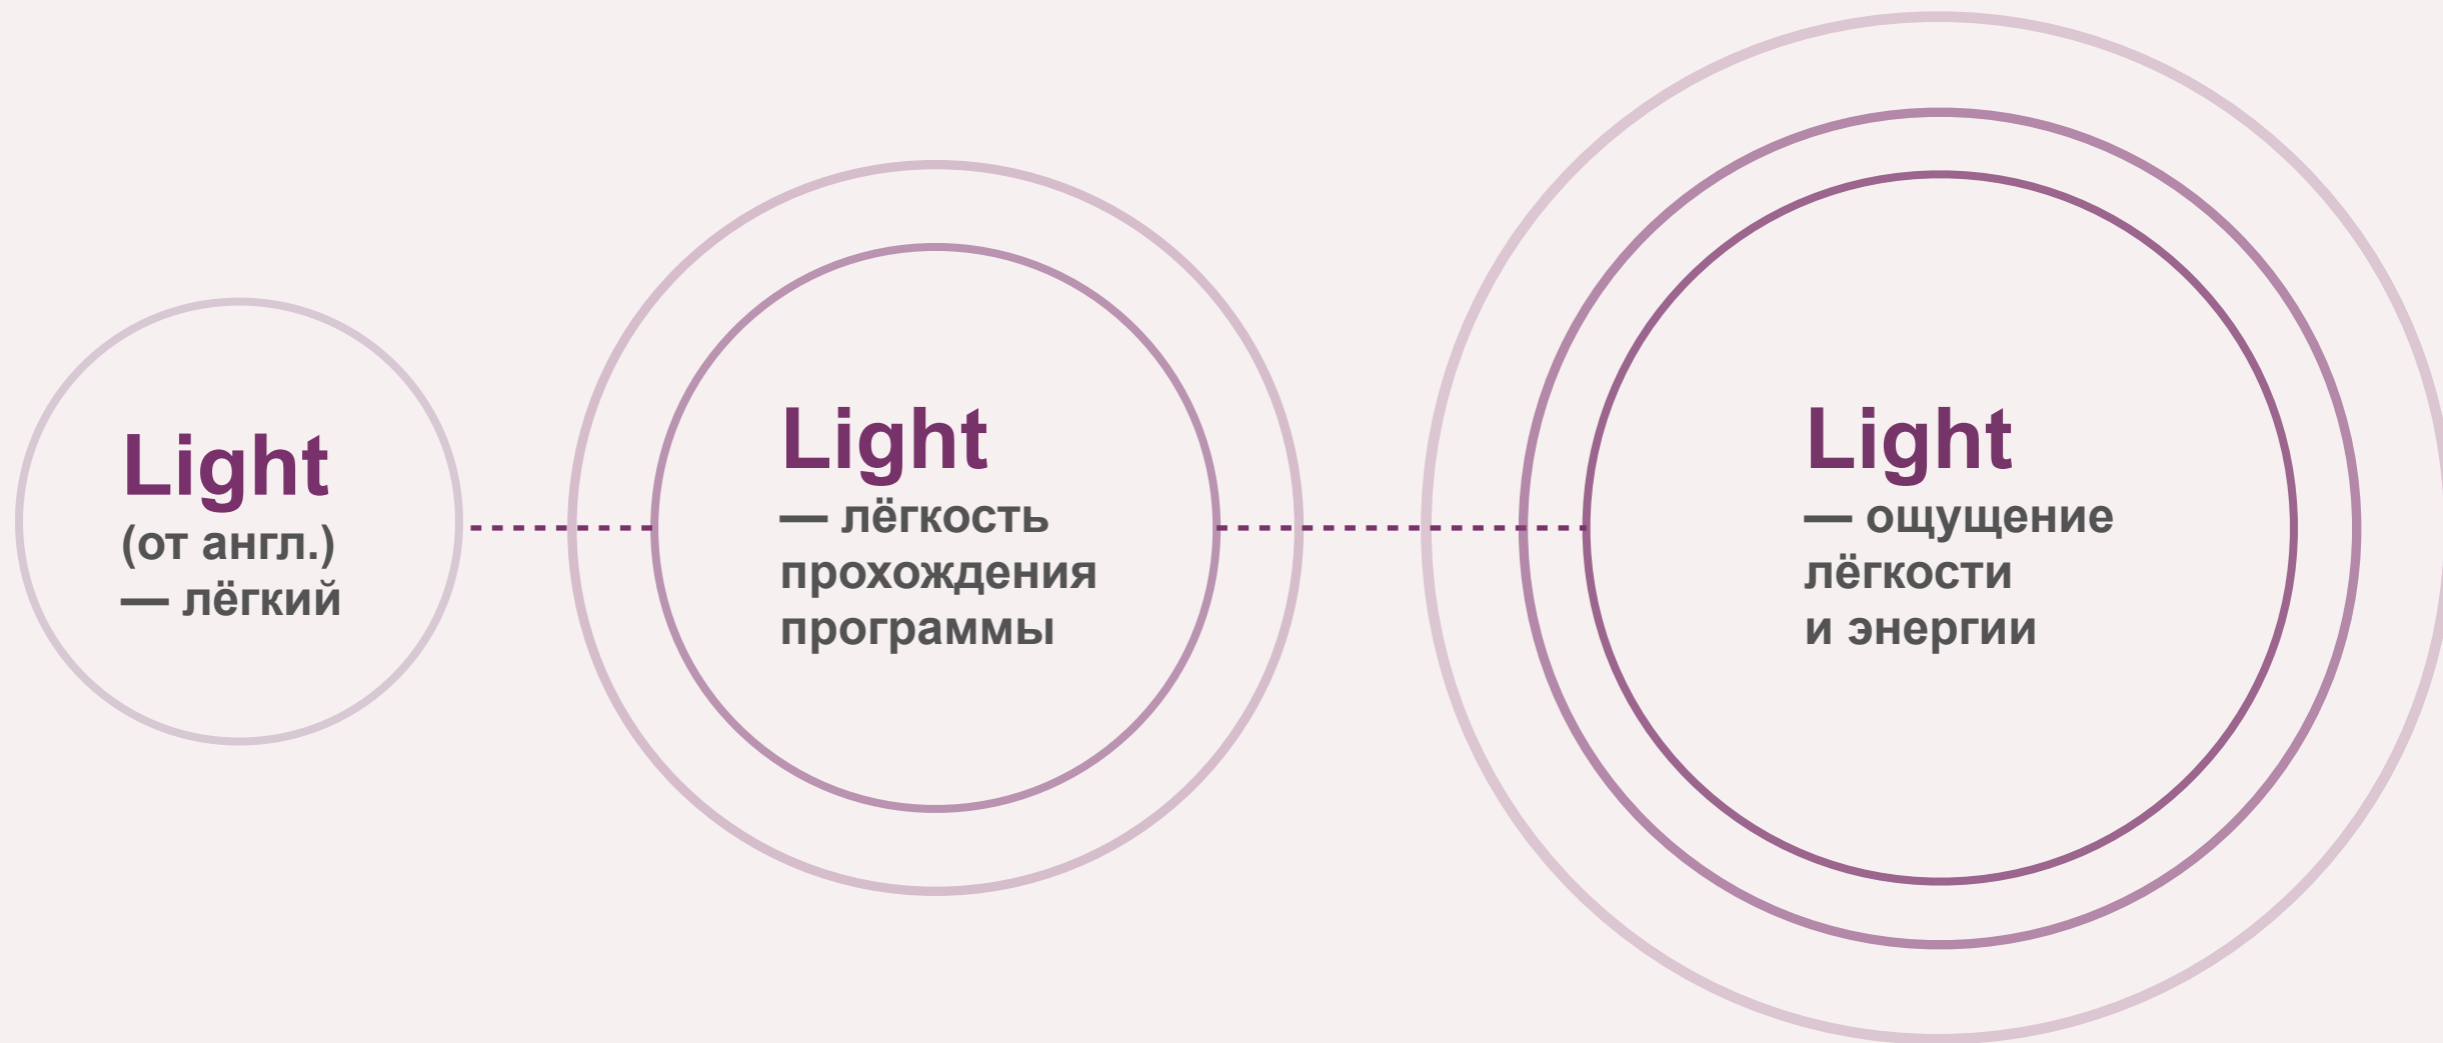 Light
(от англ.)
— лёгкий
Light
— лёгкость
прохождения
программы
Light
— ощущение
лёгкости
и энергии